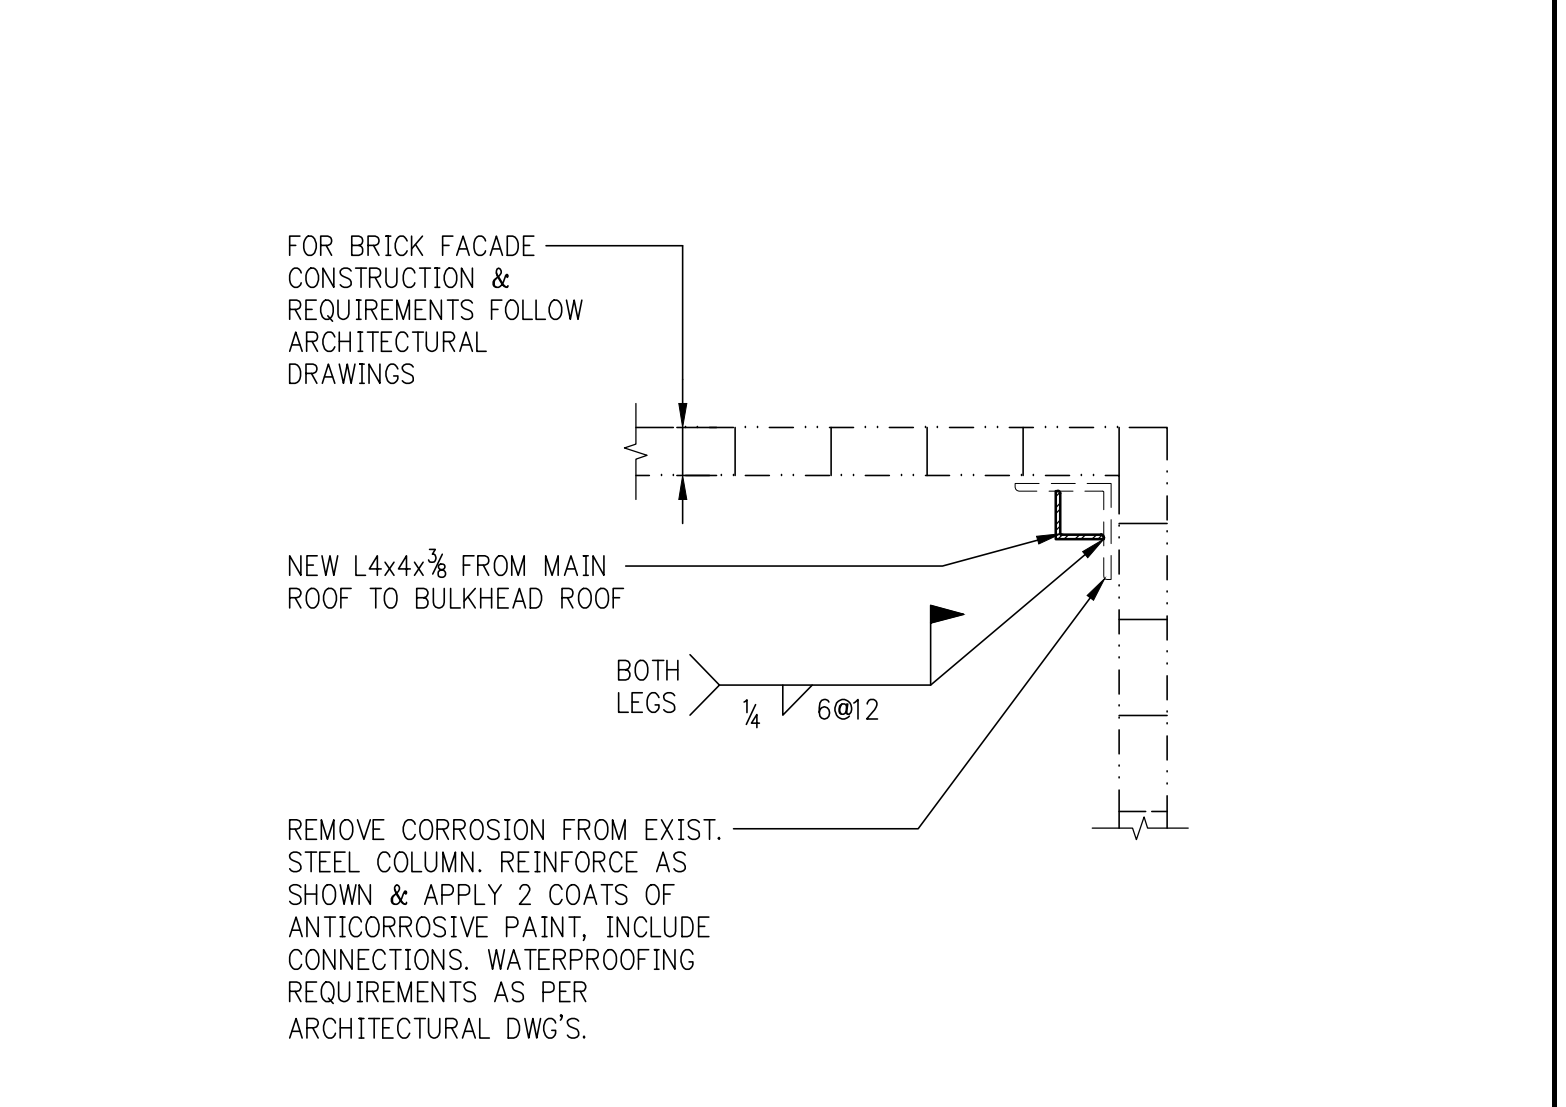 FOR BRICK FACADE
CONSTRUCTION &
REQUIREMENTS FOLLOW
ARCHITECTURAL
DRAWINGS
NEW L4x4x⅜ FROM MAIN
ROOF TO BULKHEAD ROOF
BOTH
LEGS
¼ 6@12
REMOVE CORROSION FROM EXIST.
STEEL COLUMN. REINFORCE AS
SHOWN & APPLY 2 COATS OF
ANTICORROSIVE PAINT, INCLUDE
CONNECTIONS. WATERPROOFING
REQUIREMENTS AS PER
ARCHITECTURAL DWG'S.